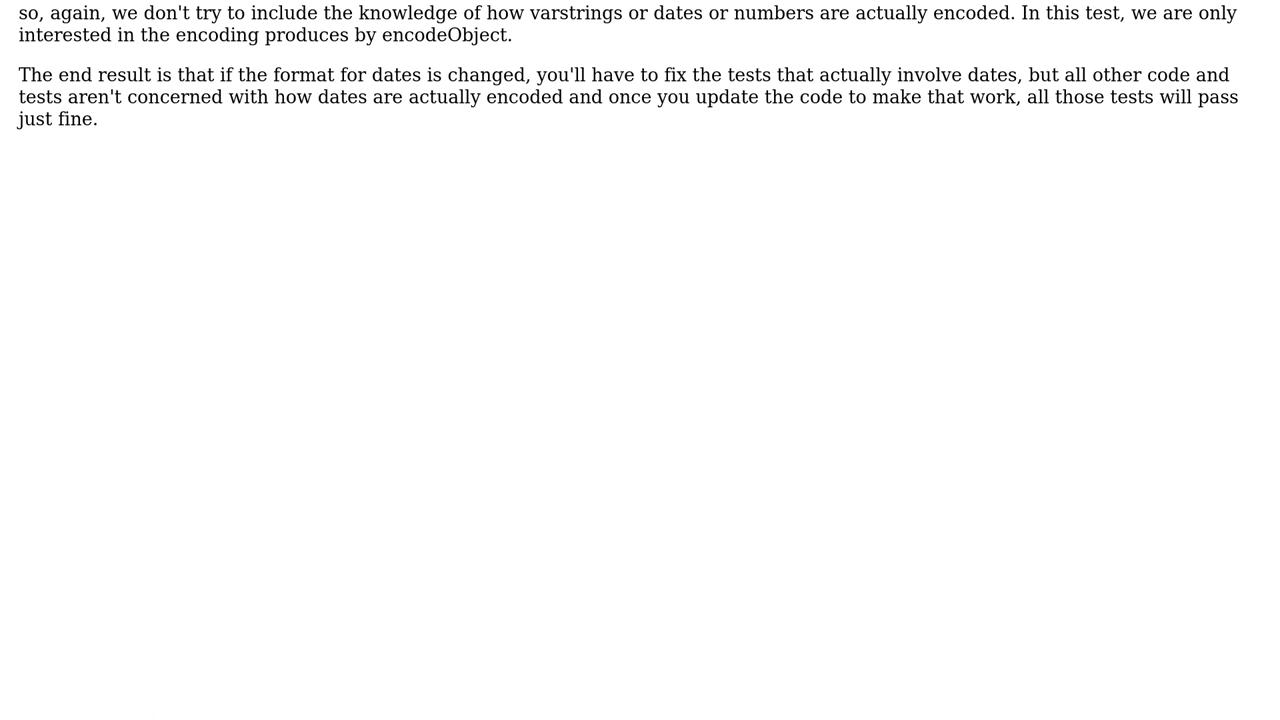 so, again, we don't try to include the knowledge of how varstrings or dates or numbers are actually encoded. In this test, we are only
interested in the encoding produces by encodeObject.
The end result is that if the format for dates is changed, you'll have to fix the tests that actually involve dates, but all other code and
tests aren't concerned with how dates are actually encoded and once you update the code to make that work, all those tests will pass
just fine.